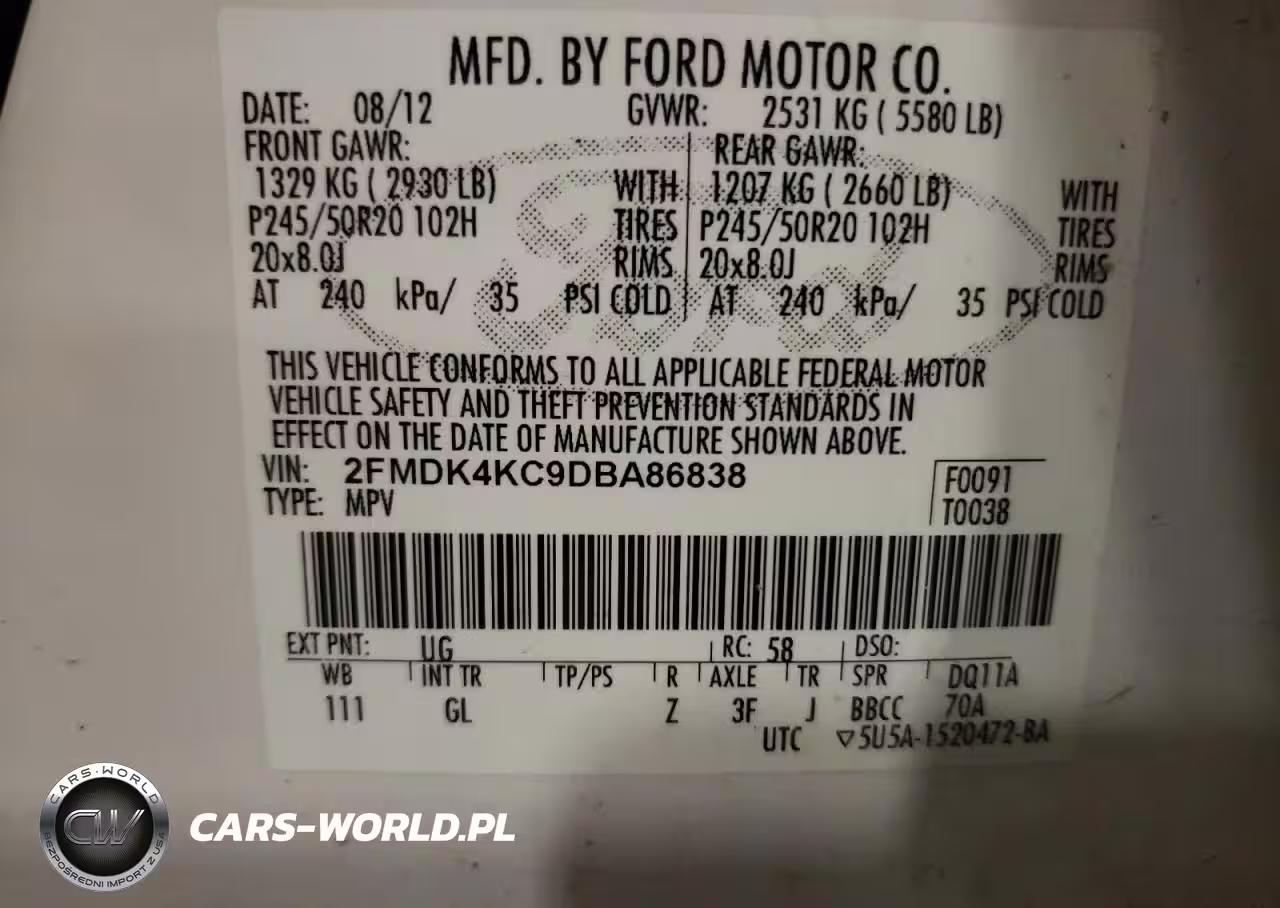 MFD. BY FORD MOTOR CO.
DATE: 08/12 GVWR: 2531 KG ( 5580 LB)
FRONT GAWR: REAR GAWR:
1329 KG ( 2930 LB) WITH 1207 KG ( 2660 LB) WITH
P245/50R20 102H TIRES P245/50R20 102H TIRES
20x8.0J RIMS 20x8.0J RIMS
AT 240 kPa/ 35 PSI COLD AT 240 kPa/ 35 PSI COLD
Ford
THIS VEHICLE CONFORMS TO ALL APPLICABLE FEDERAL MOTOR
VEHICLE SAFETY AND THEFT PREVENTION STANDARDS IN
EFFECT ON THE DATE OF MANUFACTURE SHOWN ABOVE.
VIN: 2FMDK4KC9DBA86838 F0091
TYPE: MPV T0038
EXT PNT: UG RC: 58 DSO:
WB INT TR TP/PS R AXLE TR SPR DQ11A
111 GL Z 3F J BBCC 70A
UTC ▽5U5A-1520472-BA
CARS-WORLD
CW
BEZPOŚREDNI IMPORT Z USA
CARS-WORLD.PL